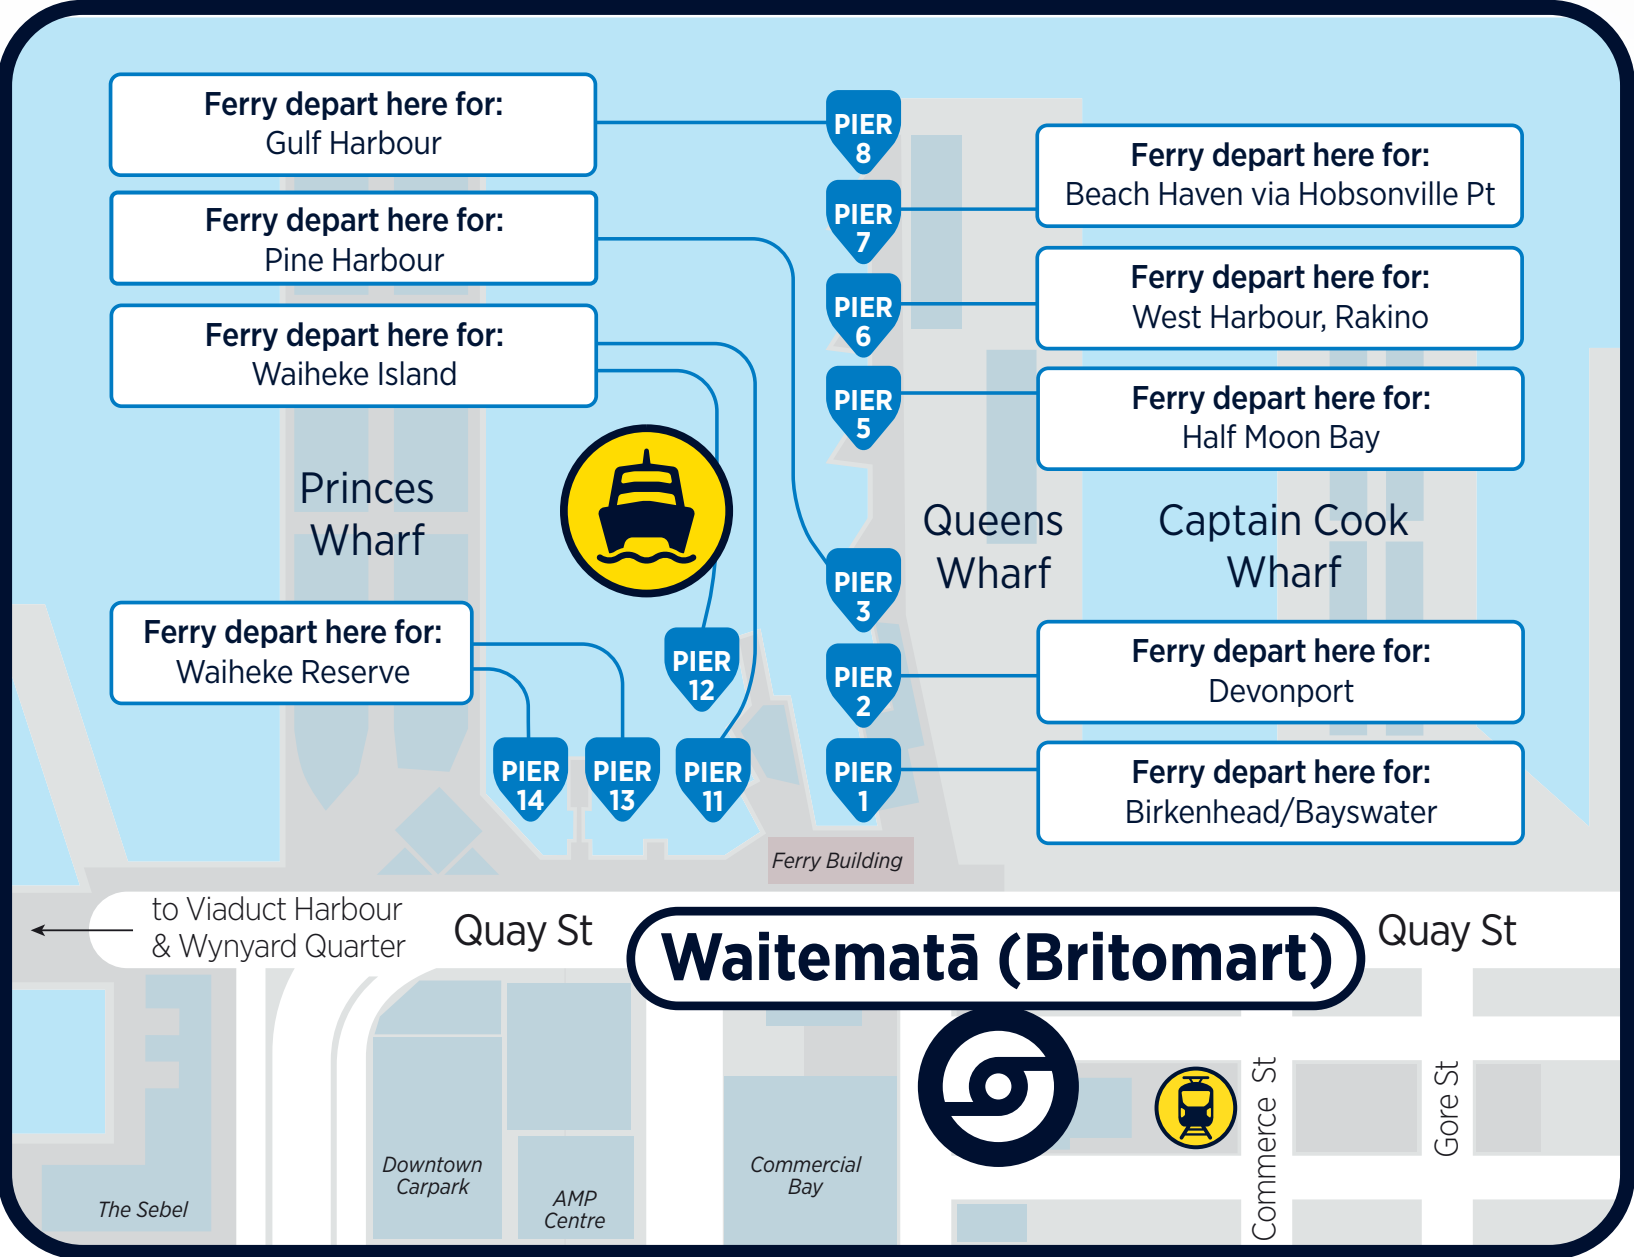 Ferry depart here for:
Gulf Harbour
Ferry depart here for:
Pine Harbour
Ferry depart here for:
Waiheke Island
PIER
8
PIER
7
PIER
6
PIER
5
Ferry depart here for:
Beach Haven via Hobsonville Pt
Ferry depart here for:
West Harbour, Rakino
Ferry depart here for:
Half Moon Bay
Princes
Wharf
Queens
Wharf
Captain Cook
Wharf
PIER
3
Ferry depart here for:
Waiheke Reserve
PIER
12
PIER
2
Ferry depart here for:
Devonport
PIER
14
PIER
13
PIER
11
PIER
1
Ferry depart here for:
Birkenhead/Bayswater
Ferry Building
to Viaduct Harbour
& Wynyard Quarter
Quay St
Waitematā (Britomart)
Quay St
The Sebel
Downtown
Carpark
AMP
Centre
Commercial
Bay
Commerce St
Gore St